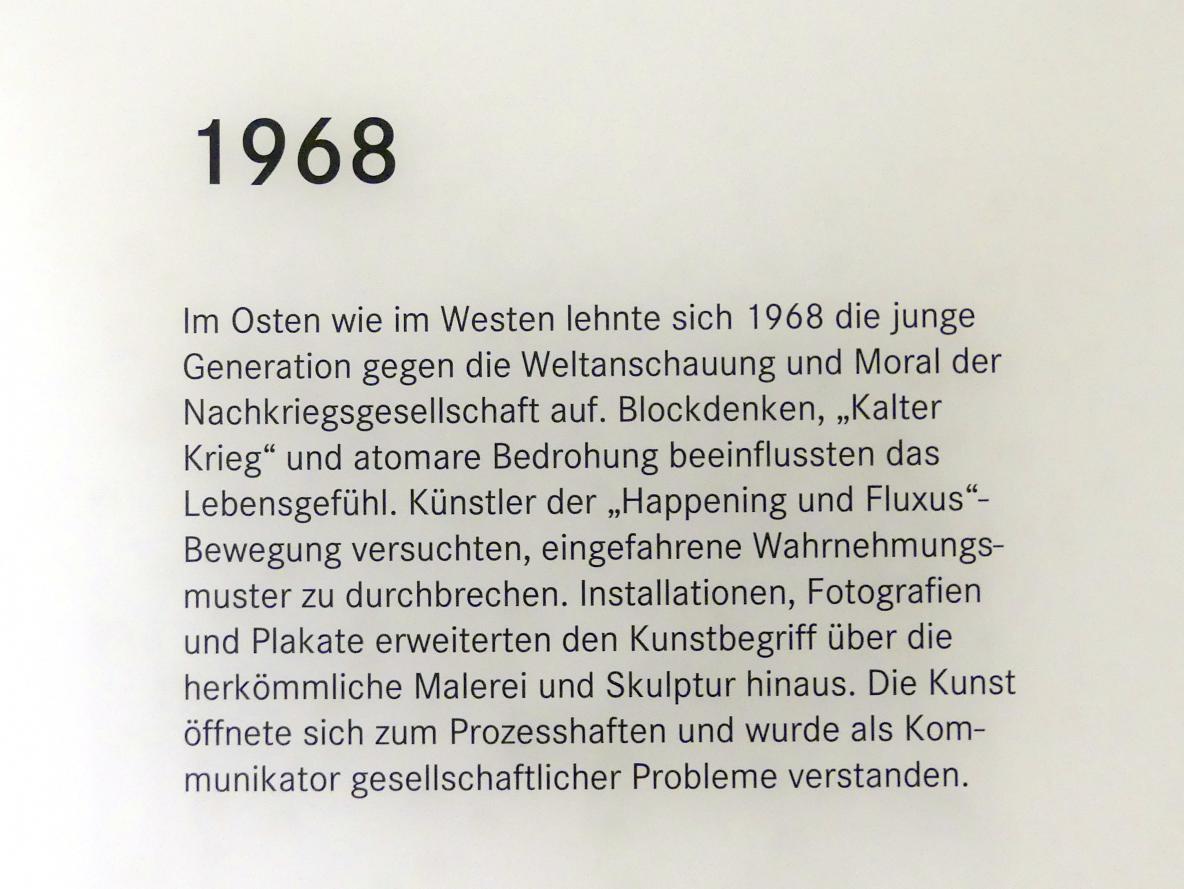 1968
Im Osten wie im Westen lehnte sich 1968 die junge
Generation gegen die Weltanschauung und Moral der
Nachkriegsgesellschaft auf. Blockdenken, „Kalter
Krieg“ und atomare Bedrohung beeinflussten das
Lebensgefühl. Künstler der „Happening und Fluxus“-
Bewegung versuchten, eingefahrene Wahrnehmungs-
muster zu durchbrechen. Installationen, Fotografien
und Plakate erweiterten den Kunstbegriff über die
herkömmliche Malerei und Skulptur hinaus. Die Kunst
öffnete sich zum Prozesshaften und wurde als Kom-
munikator gesellschaftlicher Probleme verstanden.